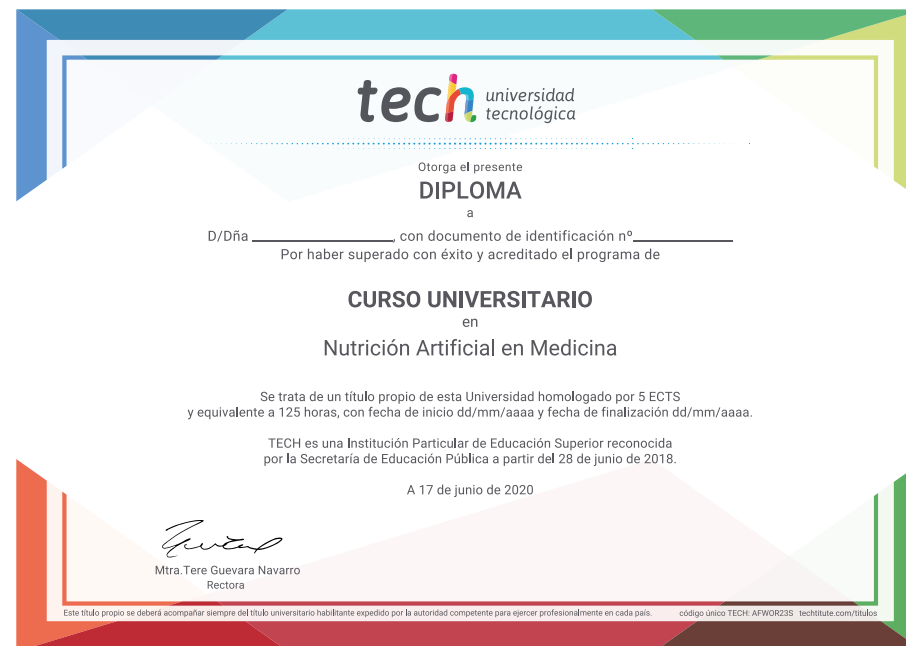 tech universidad
tecnológica
Otorga el presente
DIPLOMA
a
D/Dña ____________, con documento de identificación nº____________
Por haber superado con éxito y acreditado el programa de
CURSO UNIVERSITARIO
en
Nutrición Artificial en Medicina
Se trata de un título propio de esta Universidad homologado por 5 ECTS
y equivalente a 125 horas, con fecha de inicio dd/mm/aaaa y fecha de finalización dd/mm/aaaa.
TECH es una Institución Particular de Educación Superior reconocida
por la Secretaría de Educación Pública a partir del 28 de junio de 2018.
A 17 de junio de 2020
Mtra.Tere Guevara Navarro
Rectora
Este título propio se deberá acompañar siempre del título universitario habilitante expedido por la autoridad competente para ejercer profesionalmente en cada país. código único TECH: AFWOR23S techtitute.com/titulos